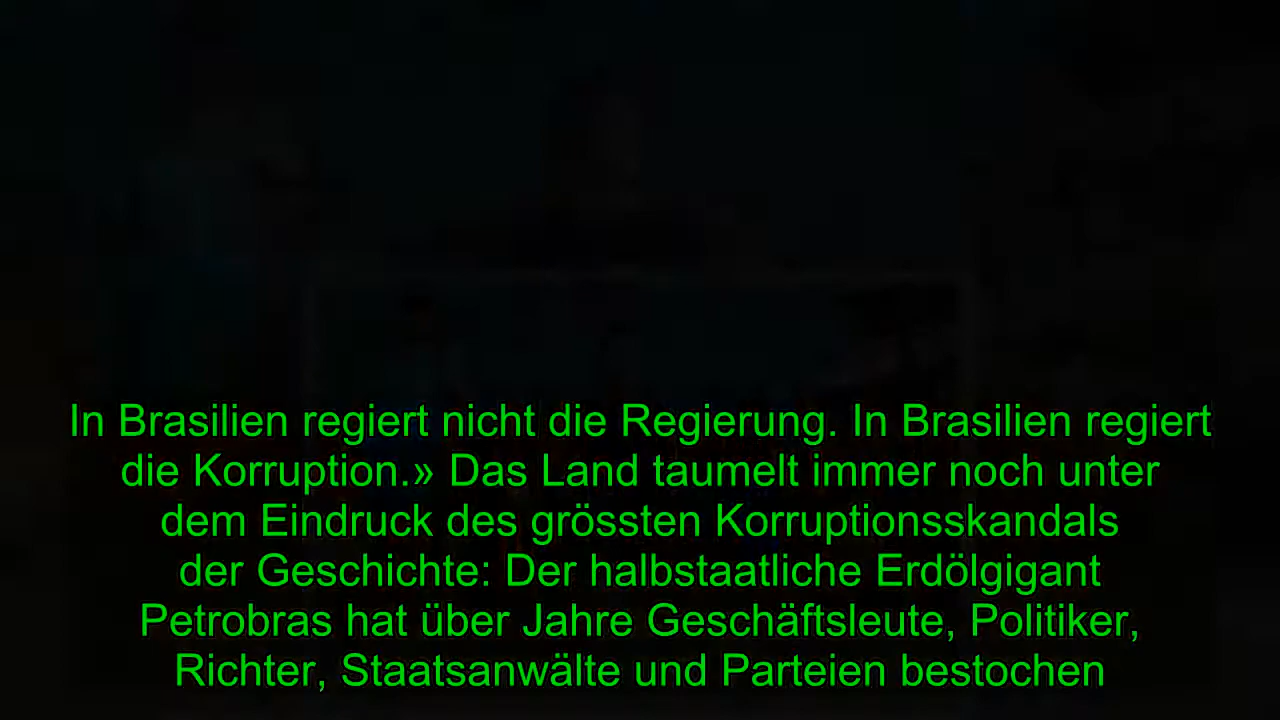 In Brasilien regiert nicht die Regierung. In Brasilien regiert
die Korruption.» Das Land taumelt immer noch unter
dem Eindruck des grössten Korruptionsskandals
der Geschichte: Der halbstaatliche Erdölgigant
Petrobras hat über Jahre Geschäftsleute, Politiker,
Richter, Staatsanwälte und Parteien bestochen